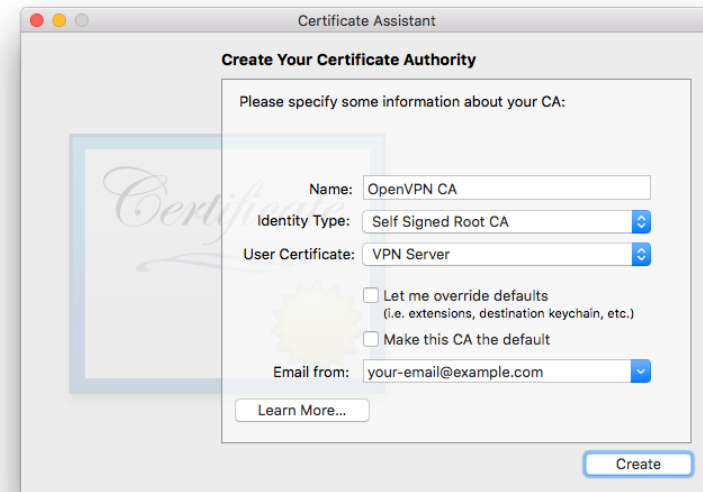 Certificate Assistant
Create Your Certificate Authority
Please specify some information about your CA:
Certificate
Name: OpenVPN CA
Identity Type: Self Signed Root CA
User Certificate: VPN Server
Let me override defaults
(i.e. extensions, destination keychain, etc.)
Make this CA the default
Email from: your-email@example.com
Learn More...
Create